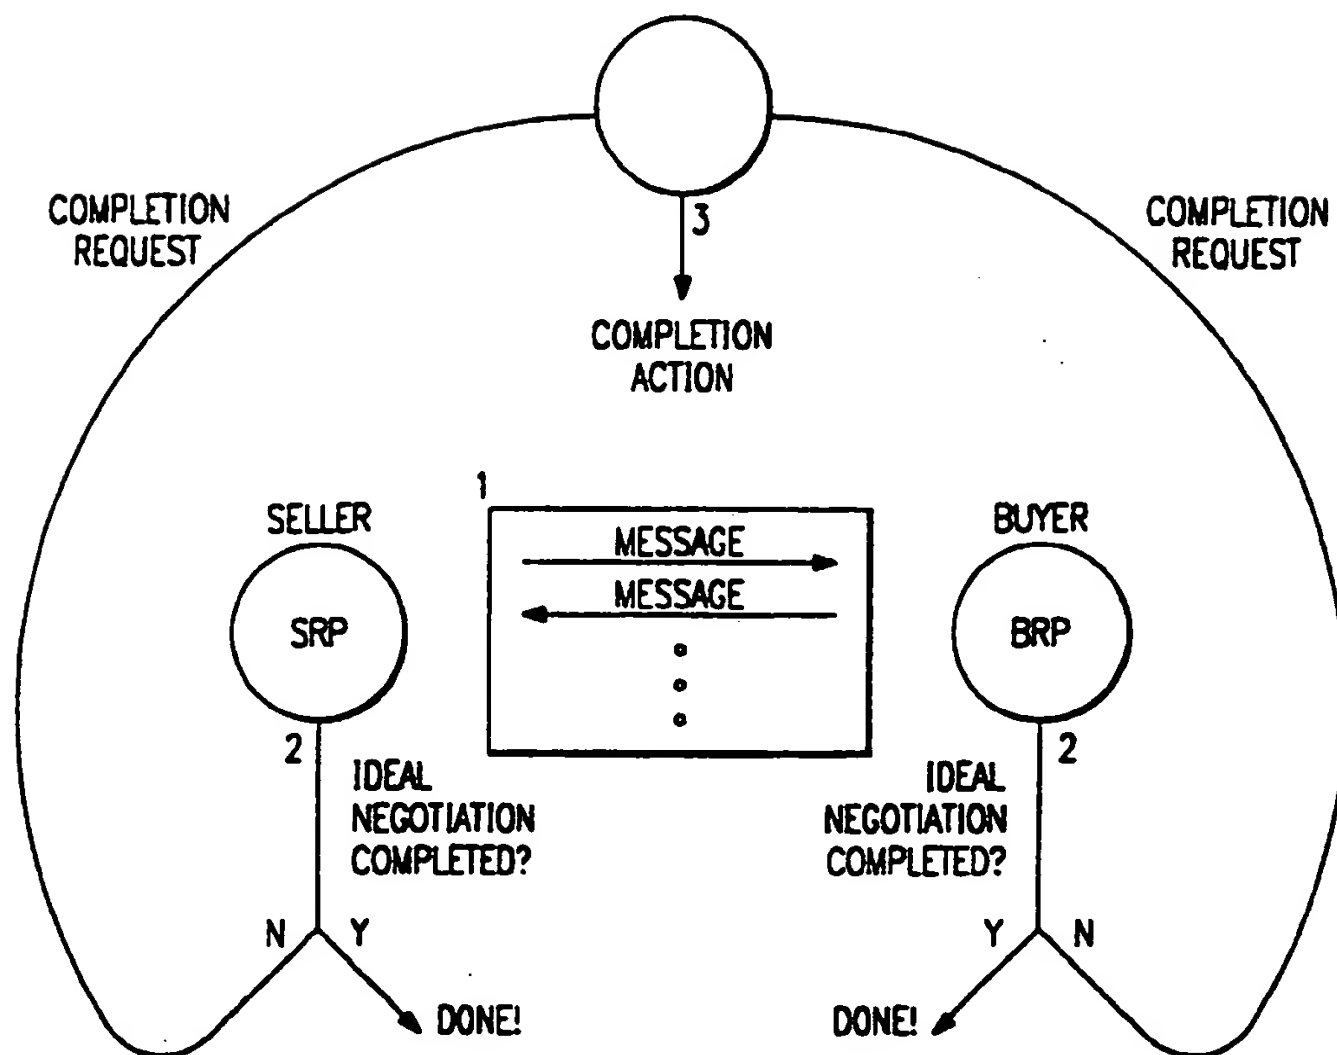 COMPLETION
REQUEST
3
COMPLETION
REQUEST
COMPLETION
ACTION
1
SELLER
MESSAGE
BUYER
MESSAGE
SRP
BRP
2
IDEAL
NEGOTIATION
COMPLETED?
2
IDEAL
NEGOTIATION
COMPLETED?
N
Y
Y
N
DONE!
DONE!